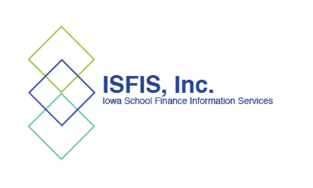 ISFIS, Inc.
Iowa School Finance Information Services